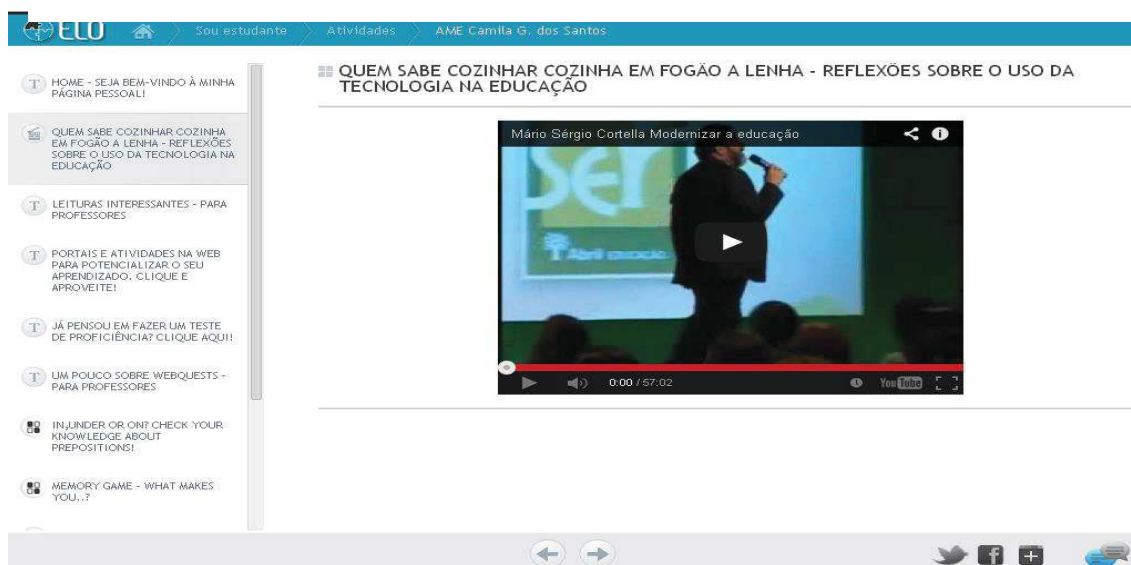 ELO
Sou estudante
Atividades
AME Camila G. dos Santos
T HOME - SEJA BEM-VINDO À MINHA
PÁGINA PESSOAL!
QUEM SABE COZINHAR COZINHA
EM FOGÃO A LENHA - REFLEXÕES
SOBRE O USO DA TECNOLOGIA NA
EDUCAÇÃO
T LEITURAS INTERESSANTES - PARA
PROFESSORES
T PORTAIS E ATIVIDADES NA WEB
PARA POTENCIALIZAR O SEU
APRENDIZADO. CLIQUE E
APROVEITE!
T JÁ PENSOU EM FAZER UM TESTE
DE PROFICIÊNCIA? CLIQUE AQUI!
T UM POUCO SOBRE WEBQUESTS -
PARA PROFESSORES
IN,UNDER OR ON? CHECK YOUR
KNOWLEDGE ABOUT
PREPOSITIONS!
MEMORY GAME - WHAT MAKES
YOU..?
QUEM SABE COZINHAR COZINHA EM FOGÃO A LENHA - REFLEXÕES SOBRE O USO DA
TECNOLOGIA NA EDUCAÇÃO
Mário Sérgio Cortella Modernizar a educação
ser
Abril educação
0:00 / 57:02
YouTube